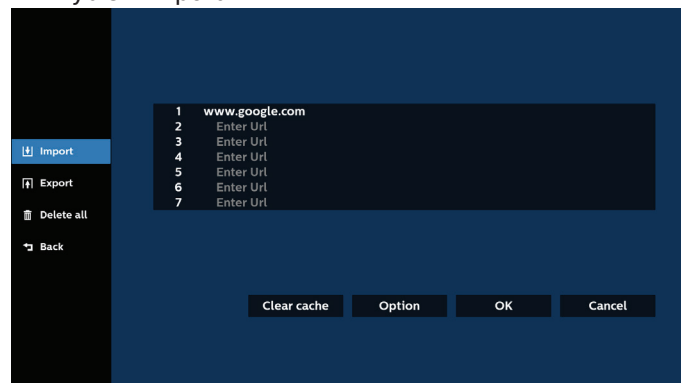 1 www.google.com
2 Enter Url
3 Enter Url
4 Enter Url
5 Enter Url
6 Enter Url
7 Enter Url
Import
Export
Delete all
Back
Clear cache Option OK Cancel